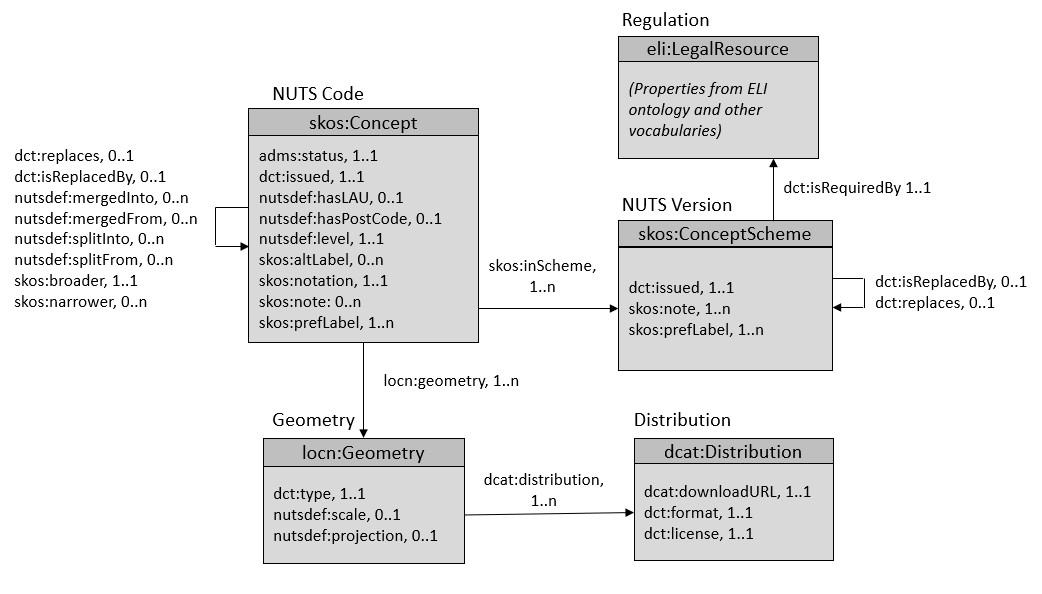 Regulation
eli:LegalResource
(Properties from ELI
ontology and other
vocabularies)
NUTS Code
skos:Concept
adms:status, 1..1
dct:issued, 1..1
nutsdef:hasLAU, 0..1
nutsdef:hasPostCode, 0..1
nutsdef:level, 1..1
skos:altLabel, 0..n
skos:notation, 1..1
skos:note: 0..n
skos:prefLabel, 1..n
dct:replaces, 0..1
dct:isReplacedBy, 0..1
nutsdef:mergedInto, 0..n
nutsdef:mergedFrom, 0..n
nutsdef:splitInto, 0..n
nutsdef:splitFrom, 0..n
skos:broader, 1..1
skos:narrower, 0..n
dct:isRequiredBy 1..1
NUTS Version
skos:ConceptScheme
dct:issued, 1..1
skos:note, 1..n
skos:prefLabel, 1..n
skos:inScheme,
1..n
dct:isReplacedBy, 0..1
dct:replaces, 0..1
locn:geometry, 1..n
Geometry
locn:Geometry
dct:type, 1..1
nutsdef:scale, 0..1
nutsdef:projection, 0..1
dcat:distribution,
1..n
Distribution
dcat:Distribution
dcat:downloadURL, 1..1
dct:format, 1..1
dct:license, 1..1